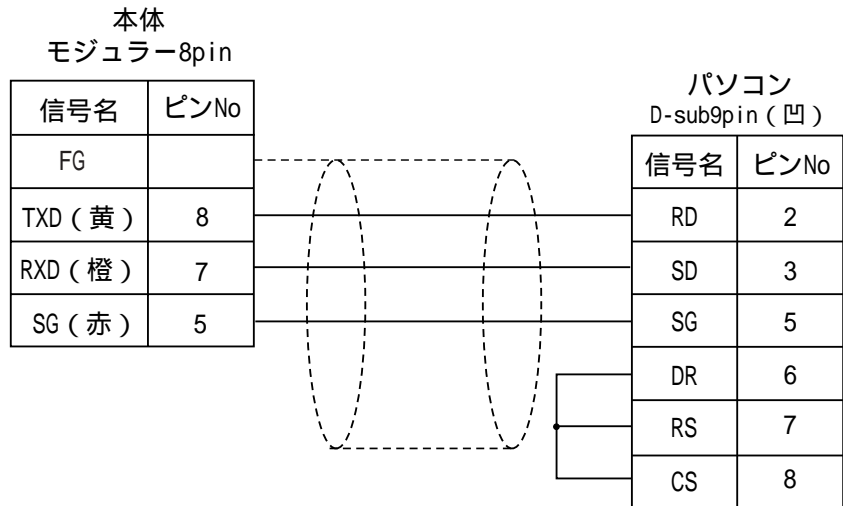 本体
モジュラー8pin
信号名 ピンNo
FG
TXD（黄） 8
RXD（橙） 7
SG（赤） 5
パソコン
D-sub9pin（凹）
信号名 ピンNo
RD 2
SD 3
SG 5
DR 6
RS 7
CS 8